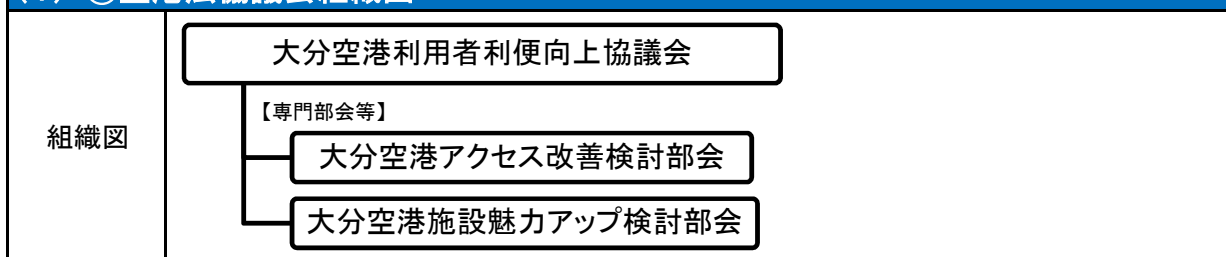 組織図
大分空港利用者利便向上協議会
【専門部会等】
大分空港アクセス改善検討部会
大分空港施設魅力アップ検討部会